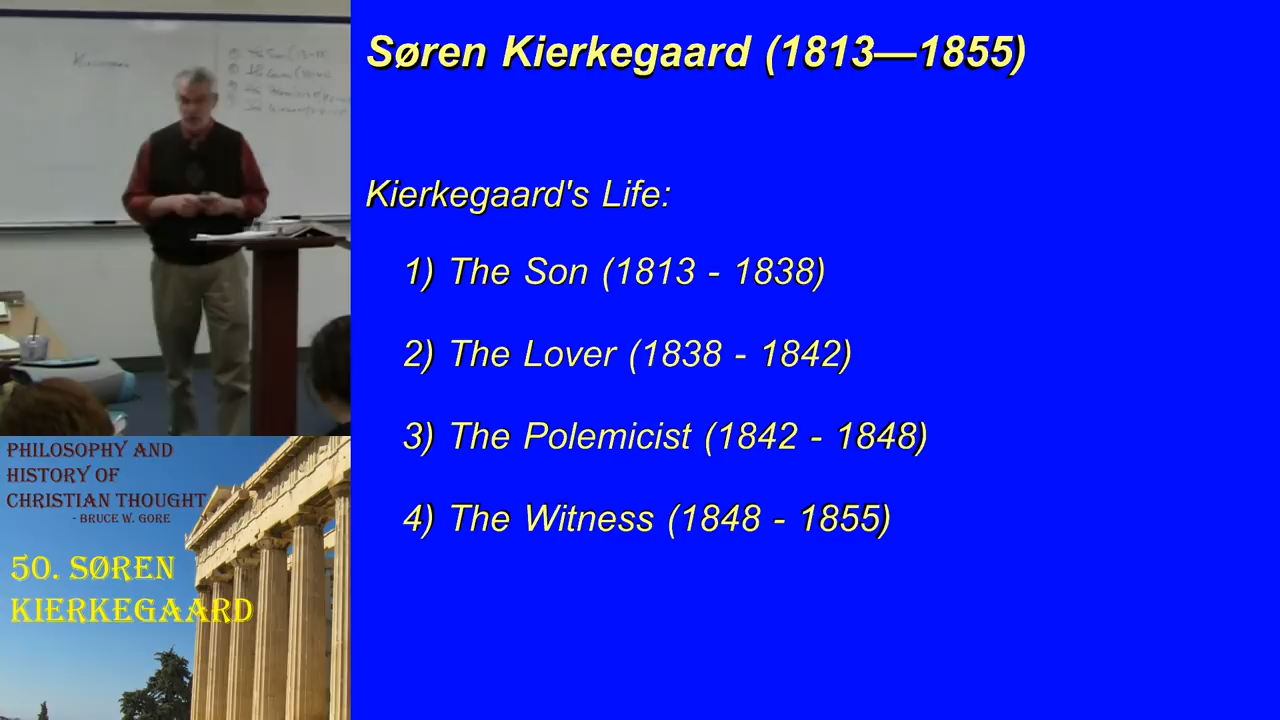 Søren Kierkegaard (1813—1855)
Kierkegaard's Life:
1) The Son (1813 - 1838)
2) The Lover (1838 - 1842)
3) The Polemicist (1842 - 1848)
4) The Witness (1848 - 1855)
PHILOSOPHY AND
HISTORY OF
CHRISTIAN THOUGHT
- BRUCE W. GORE
50. SØREN
KIERKEGAARD